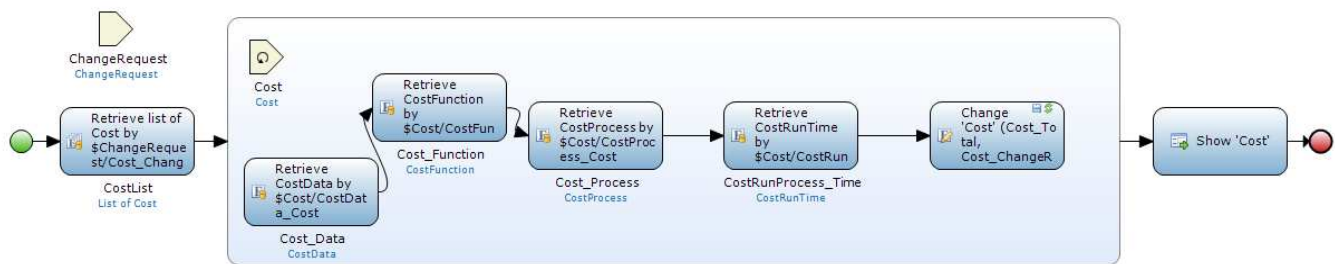 ChangeRequest
ChangeRequest
Retrieve list of
Cost by
$ChangeReque
st/Cost_Chang
CostList
List of Cost
Cost
Cost
Retrieve
CostData by
$Cost/CostDat
a_Cost
Cost_Data
CostData
Retrieve
CostFunction
by
$Cost/CostFun
Cost_Function
CostFunction
Retrieve
CostProcess by
$Cost/CostProc
ess_Cost
Cost_Process
CostProcess
Retrieve
CostRunTime
by
$Cost/CostRun
CostRunProcess_Time
CostRunTime
Change
'Cost' (Cost_To
tal,
Cost_ChangeR
Show 'Cost'